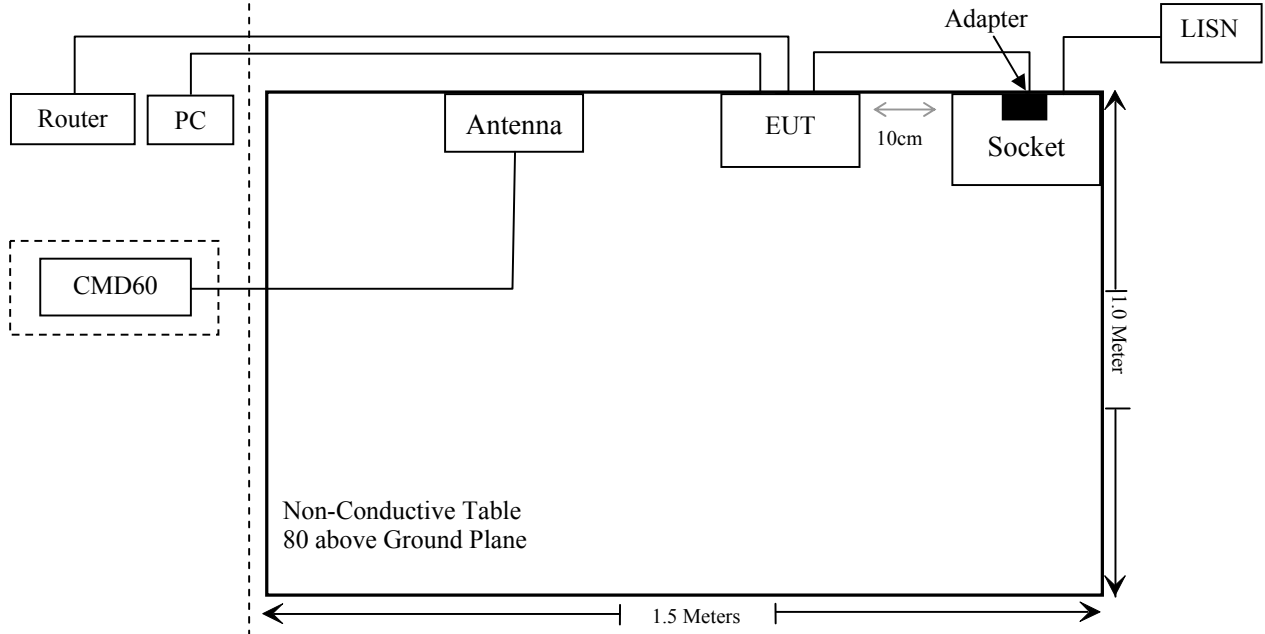 Adapter
LISN
Router
PC
Antenna
EUT
10cm
Socket
CMD60
1.0 Meter
Non-Conductive Table
80 above Ground Plane
1.5 Meters